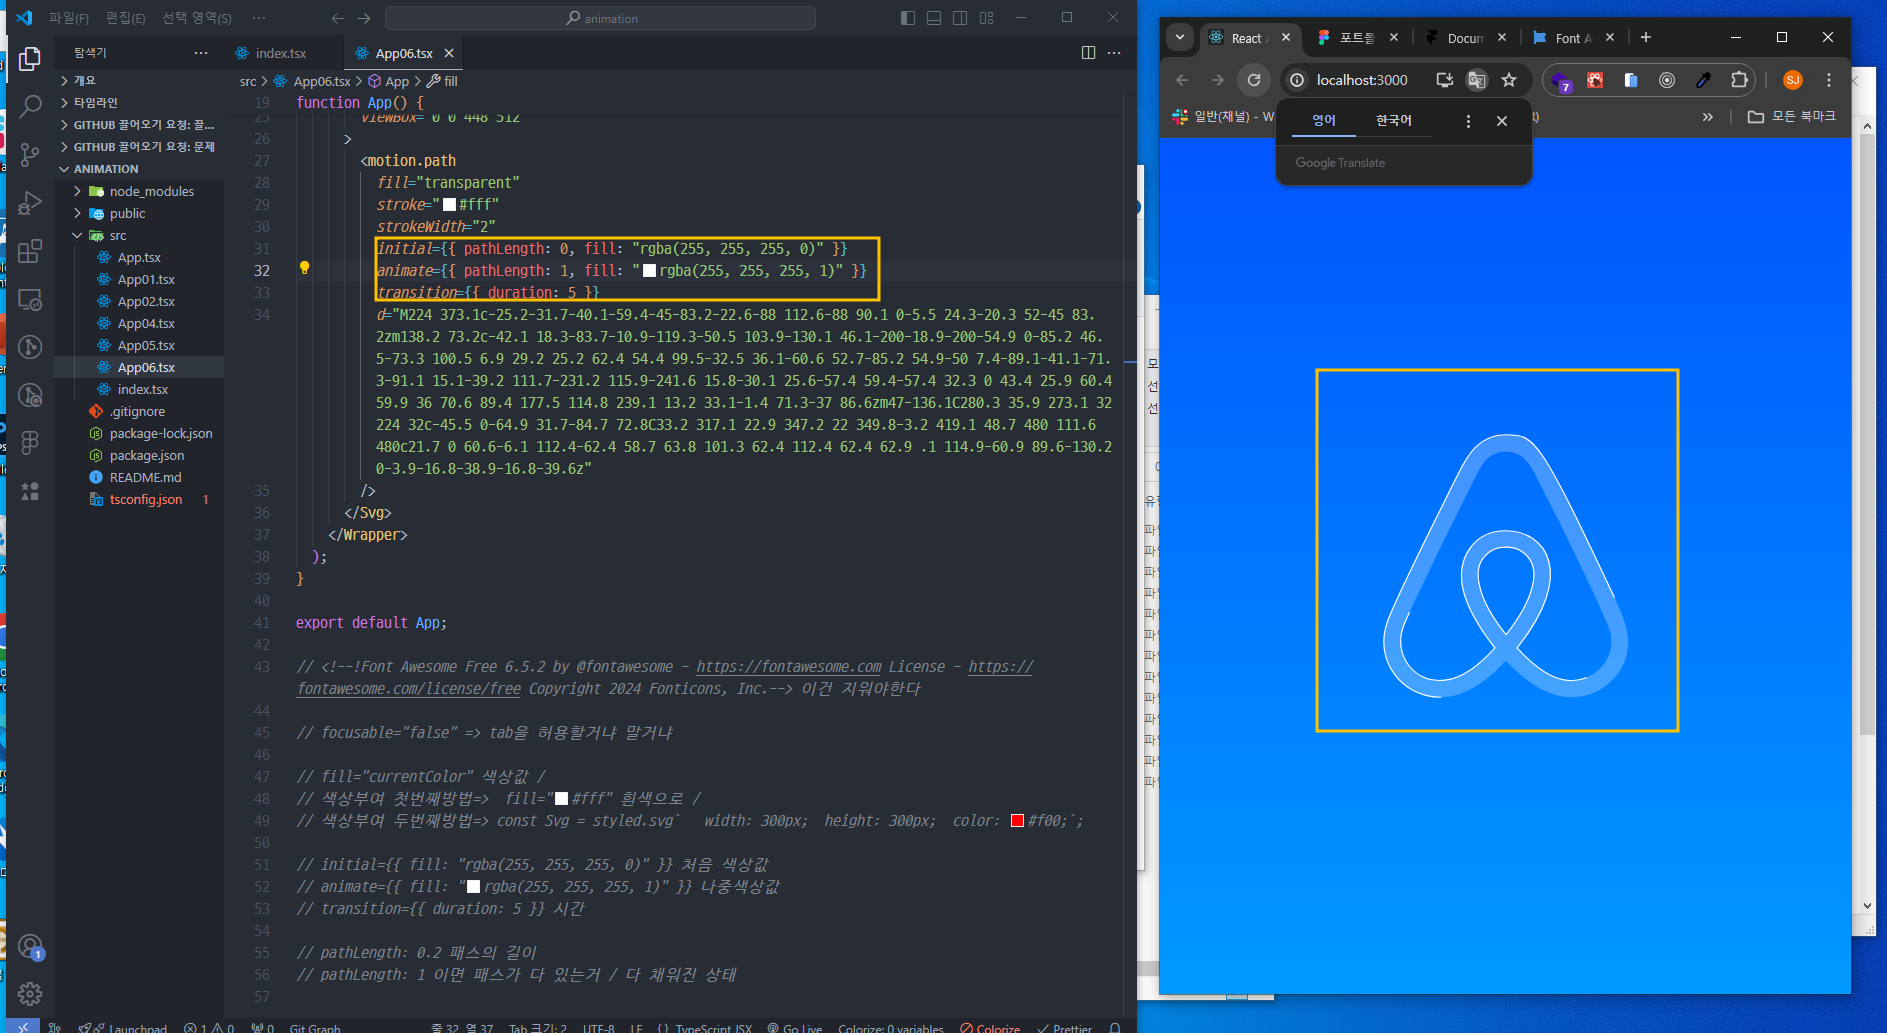 파일(F) 편집(E) 선택 영역(S) ··· animation
탐색기 ···
개요
타임라인
GITHUB 끌어오기 요청: 끌...
GITHUB 끌어오기 요청: 문제
ANIMATION
node_modules
public
src
App.tsx
App01.tsx
App02.tsx
App04.tsx
App05.tsx
App06.tsx
index.tsx
.gitignore
package-lock.json
package.json
README.md
tsconfig.json 1
index.tsx App06.tsx
src > App06.tsx > App > fill
19 function App() {
25 viewBox="0 0 448 512"
26 >
27 <motion.path
28 fill="transparent"
29 stroke="#fff"
30 strokeWidth="2"
31 initial={{ pathLength: 0, fill: "rgba(255, 255, 255, 0)" }}
32 animate={{ pathLength: 1, fill: "rgba(255, 255, 255, 1)" }}
33 transition={{ duration: 5 }}
34 d="M224 373.1c-25.2-31.7-40.1-59.4-45-83.2-22.6-88 112.6-88 90.1 0-5.5 24.3-20.3 52-45 83.
2zm138.2 73.2c-42.1 18.3-83.7-10.9-119.3-50.5 103.9-130.1 46.1-200-18.9-200-54.9 0-85.2 46.
5-73.3 100.5 6.9 29.2 25.2 62.4 54.4 99.5-32.5 36.1-60.6 52.7-85.2 54.9-50 7.4-89.1-41.1-71.
3-91.1 15.1-39.2 111.7-231.2 115.9-241.6 15.8-30.1 25.6-57.4 59.4-57.4 32.3 0 43.4 25.9 60.4
59.9 36 70.6 89.4 177.5 114.8 239.1 13.2 33.1-1.4 71.3-37 86.6zm47-136.1C280.3 35.9 273.1 32
224 32c-45.5 0-64.9 31.7-84.7 72.8C33.2 317.1 22.9 347.2 22 349.8-3.2 419.1 48.7 480 111.6
480c21.7 0 60.6-6.1 112.4-62.4 58.7 63.8 101.3 62.4 112.4 62.4 62.9 .1 114.9-60.9 89.6-130.2
0-3.9-16.8-38.9-16.8-39.6z"
35 />
36 </Svg>
37 </Wrapper>
38 );
39 }
40
41 export default App;
42
43 // <!--!Font Awesome Free 6.5.2 by @fontawesome - https://fontawesome.com License - https://
fontawesome.com/license/free Copyright 2024 Fonticons, Inc.--> 이건 지워야한다
44
45 // focusable="false" => tab을 허용할거냐 말거냐
46
47 // fill="currentColor" 색상값 /
48 // 색상부여 첫번째방법=> fill="#fff" 흰색으로 /
49 // 색상부여 두번째방법=> const Svg = styled.svg` width: 300px; height: 300px; color: #f00;`;
50
51 // initial={{ fill: "rgba(255, 255, 255, 0)" }} 처음 색상값
52 // animate={{ fill: "rgba(255, 255, 255, 1)" }} 나중색상값
53 // transition={{ duration: 5 }} 시간
54
55 // pathLength: 0.2 패스의 길이
56 // pathLength: 1 이면 패스가 다 있는거 / 다 채워진 상태
57
1
Launchpad 1 0 0 Git Graph 줄 32, 열 37 Tab 크기: 2 UTF-8 LF {} TypeScript JSX Go Live Colorize: 0 variables Colorize Prettier
React 포트폴 Docum Font A
localhost:3000 7 SJ
일반(채널) - W 모든 북마크
영어 한국어
Google Translate